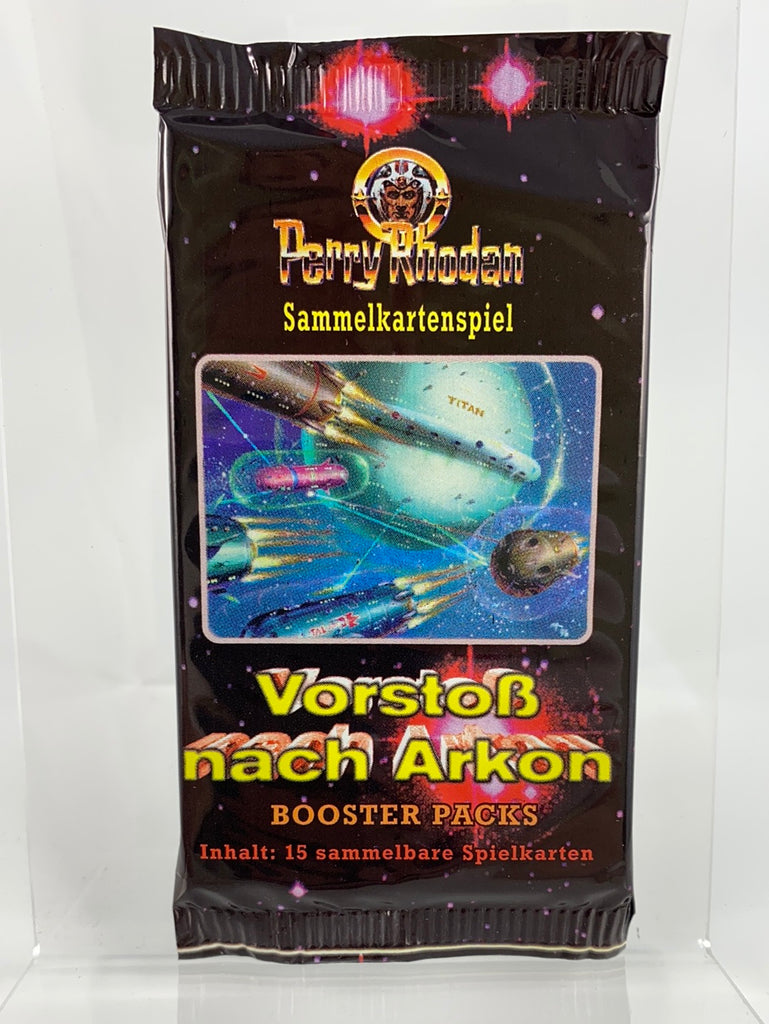 Perry Rhodan
Sammelkartenspiel
TITAN
Vorstoß
nach Arkon
BOOSTER PACKS
Inhalt: 15 sammelbare Spielkarten